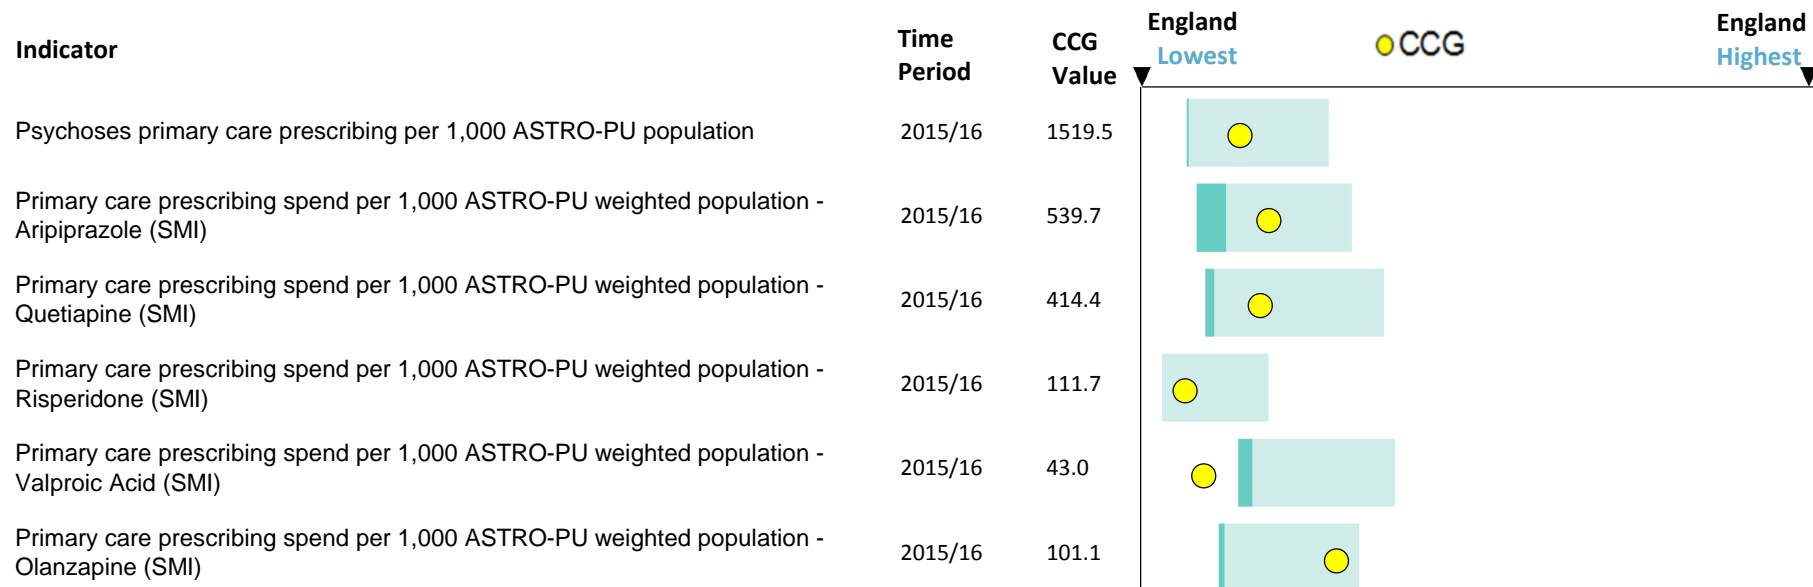 Indicator
Time Period
CCG Value
England Lowest
CCG
England Highest
Psychoses primary care prescribing per 1,000 ASTRO-PU population 2015/16 1519.5
Primary care prescribing spend per 1,000 ASTRO-PU weighted population -
Aripiprazole (SMI) 2015/16 539.7
Primary care prescribing spend per 1,000 ASTRO-PU weighted population -
Quetiapine (SMI) 2015/16 414.4
Primary care prescribing spend per 1,000 ASTRO-PU weighted population -
Risperidone (SMI) 2015/16 111.7
Primary care prescribing spend per 1,000 ASTRO-PU weighted population -
Valproic Acid (SMI) 2015/16 43.0
Primary care prescribing spend per 1,000 ASTRO-PU weighted population -
Olanzapine (SMI) 2015/16 101.1